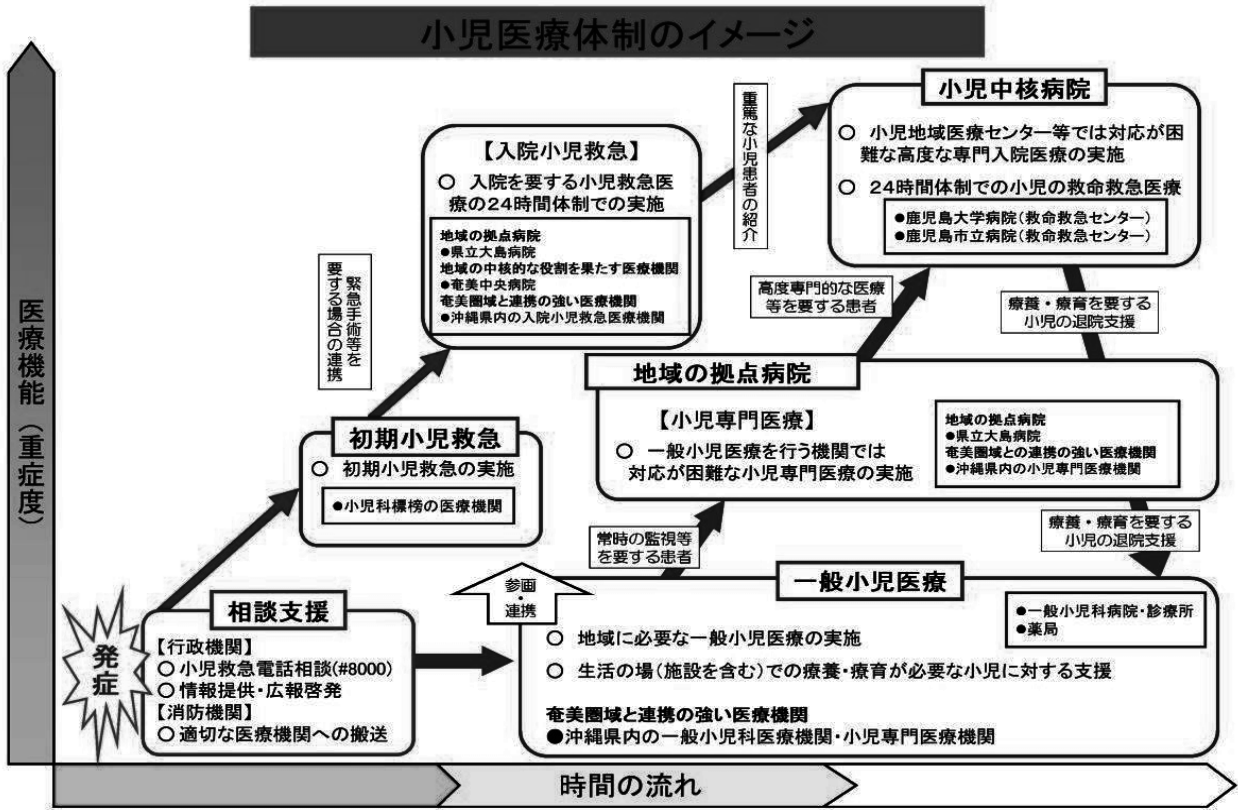 小児医療体制のイメージ
医療機能（重症度）
小児中核病院
○ 小児地域医療センター等では対応が困
難な高度な専門入院医療の実施
○ 24時間体制での小児の救命救急医療
●鹿児島大学病院(救命救急センター)
●鹿児島市立病院(救命救急センター)
重篤な小児患者の紹介
【入院小児救急】
○ 入院を要する小児救急医
療の24時間体制での実施
地域の拠点病院
●県立大島病院
地域の中核的な役割を果たす医療機関
●奄美中央病院
奄美圏域と連携の強い医療機関
●沖縄県内の入院小児救急医療機関
緊急手術等を
要する場合の連携
高度専門的な医療
等を要する患者
療養・療育を要する
小児の退院支援
地域の拠点病院
【小児専門医療】
○ 一般小児医療を行う機関では
対応が困難な小児専門医療の実施
地域の拠点病院
●県立大島病院
奄美圏域との連携の強い医療機関
●沖縄県内の小児専門医療機関
初期小児救急
○ 初期小児救急の実施
●小児科標榜の医療機関
常時の監視等
を要する患者
療養・療育を要する
小児の退院支援
参画
・
連携
一般小児医療
●一般小児科病院・診療所
●薬局
○ 地域に必要な一般小児医療の実施
○ 生活の場(施設を含む)での療養・療育が必要な小児に対する支援
奄美圏域と連携の強い医療機関
●沖縄県内の一般小児科医療機関・小児専門医療機関
発症
相談支援
【行政機関】
○小児救急電話相談(#8000)
○情報提供・広報啓発
【消防機関】
○適切な医療機関への搬送
時間の流れ